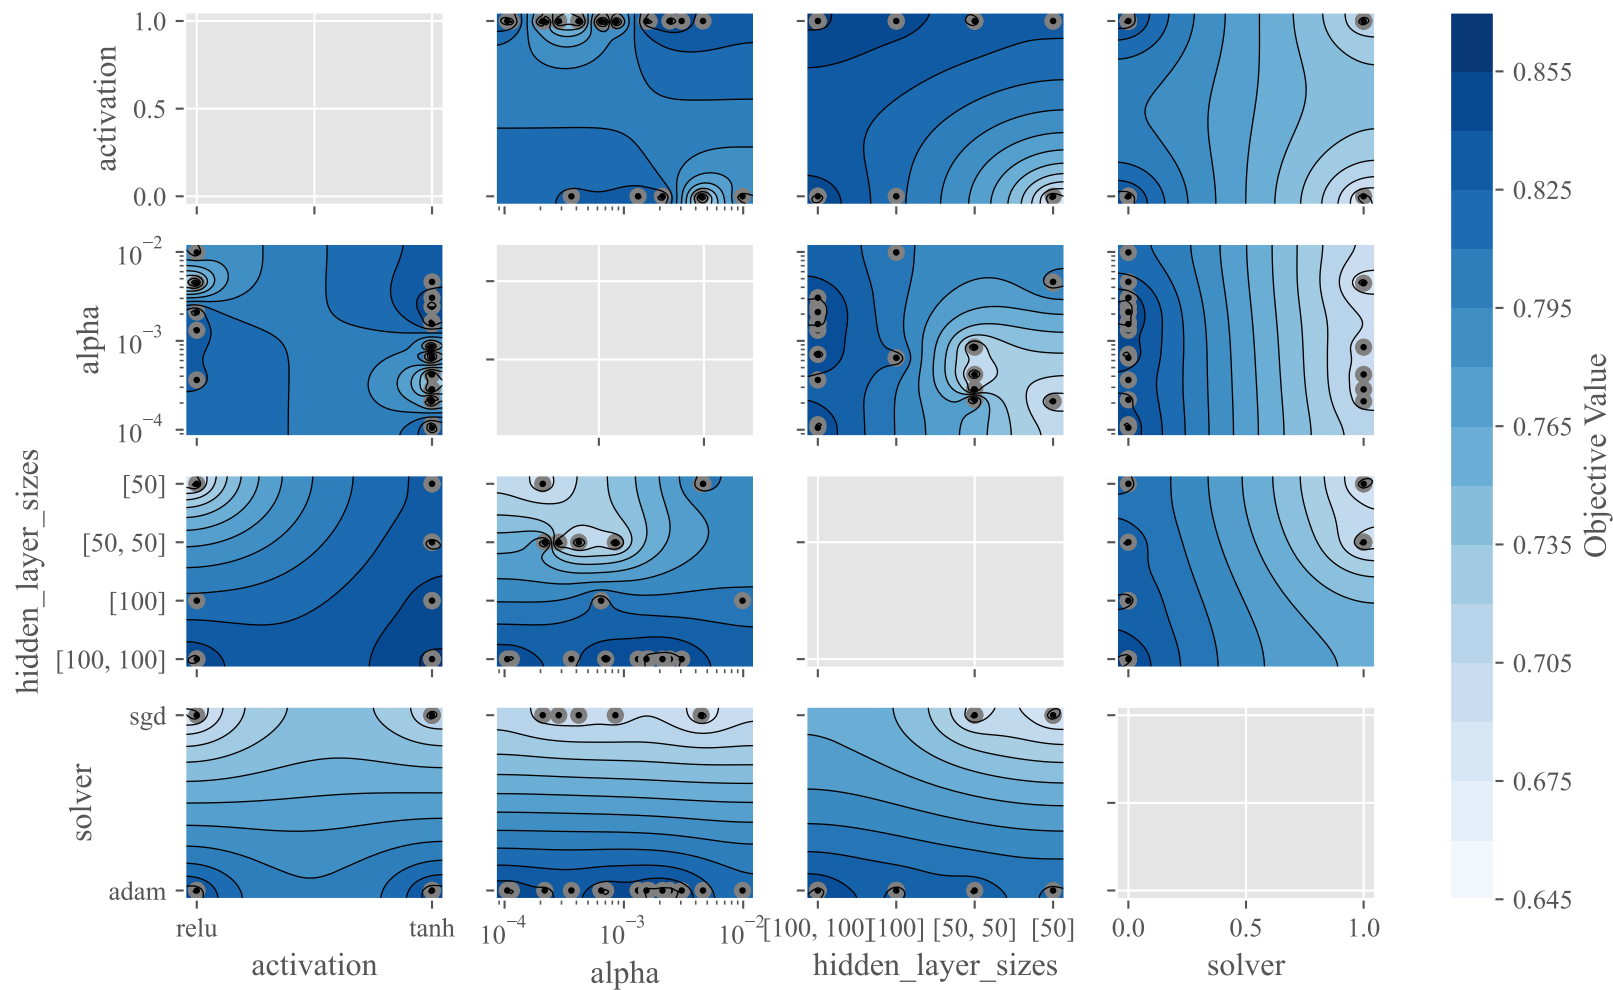 1.0
0.5
0.0
activation
10−2
10−3
10−4
alpha
[50]
[50, 50]
[100]
[100, 100]
hidden_layer_sizes
sgd
adam
solver
relu tanh
activation
10−4 10−3 10−2
alpha
[100, 100] [100] [50, 50] [50]
hidden_layer_sizes
0.0 0.5 1.0
solver
0.855
0.825
0.795
0.765
0.735
0.705
0.675
0.645
Objective Value